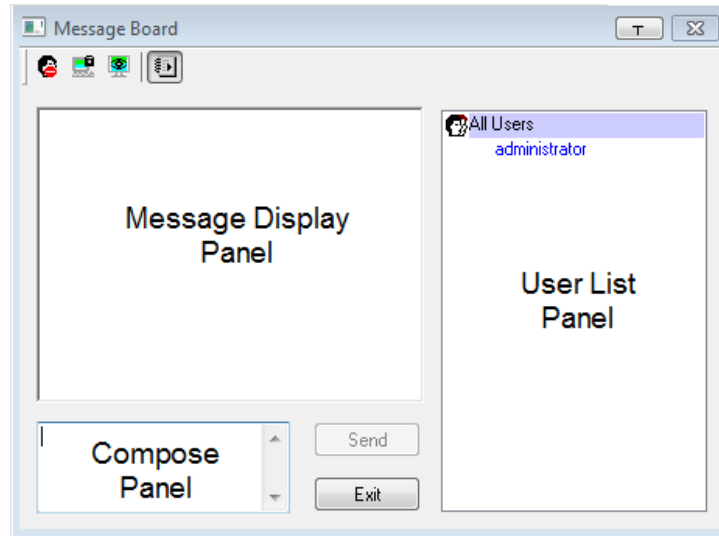 Message Board
T
All Users
administrator
Message Display
Panel
User List
Panel
Compose
Panel
Send
Exit